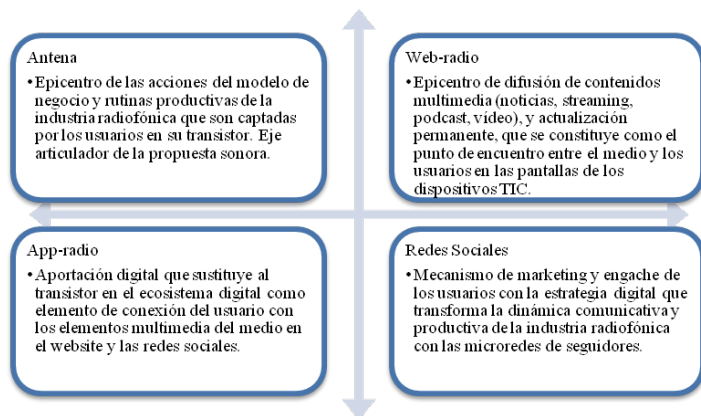 Antena
•Epicentro de las acciones del modelo de
negocio y rutinas productivas de la
industria radiofónica que son captadas
por los usuarios en su transistor. Eje
articulador de la propuesta sonora.
Web-radio
•Epicentro de difusión de contenidos
multimedia (noticias, streaming,
podcast, vídeo), y actualización
permanente, que se constituye como el
punto de encuentro entre el medio y los
usuarios en las pantallas de los
dispositivos TIC.
App-radio
•Aportación digital que sustituye al
transistor en el ecosistema digital como
elemento de conexión del usuario con
los elementos multimedia del medio en
el website y las redes sociales.
Redes Sociales
•Mecanismo de marketing y engache de
los usuarios con la estrategia digital que
transforma la dinámica comunicativa y
productiva de la industria radiofónica
con las microredes de seguidores.